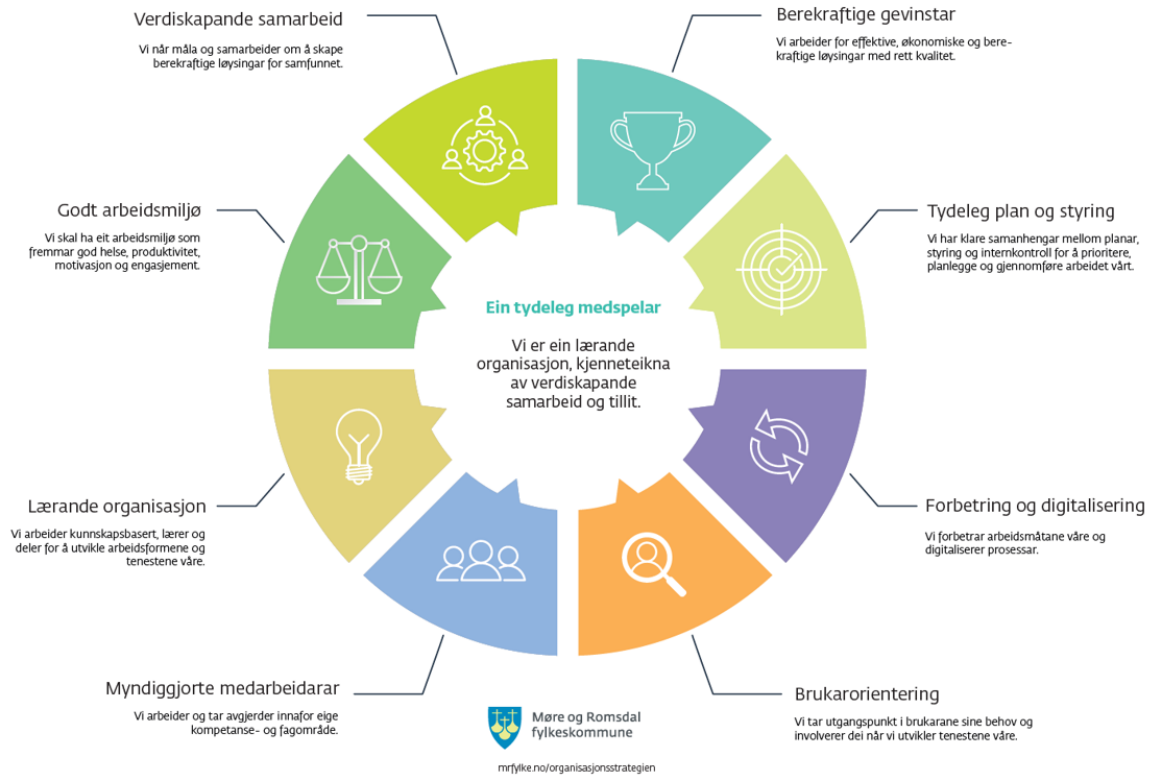 Verdiskapande samarbeid
Vi når måla og samarbeider om å skape
berekraftige løysingar for samfunnet.
Berekraftige gevinstar
Vi arbeider for effektive, økonomiske og bere-
kraftige løysingar med rett kvalitet.
Godt arbeidsmiljø
Vi skal ha eit arbeidsmiljø som
fremmar god helse, produktivitet,
motivasjon og engasjement.
Tydeleg plan og styring
Vi har klare samanhengar mellom planar,
styring og internkontroll for å prioritere,
planlegge og gjennomføre arbeidet vårt.
Ein tydeleg medspelar
Vi er ein lærande
organisasjon, kjenneteikna
av verdiskapande
samarbeid og tillit.
Lærande organisasjon
Vi arbeider kunnskapsbasert, lærer og
deler for å utvikle arbeidsformene og
tenestene våre.
Forbetring og digitalisering
Vi forbetrar arbeidsmåtane våre og
digitaliserer prosessar.
Myndiggjorte medarbeidarar
Vi arbeider og tar avgjerder innafor eige
kompetanse- og fagområde.
Brukarorientering
Vi tar utgangspunkt i brukarane sine behov og
involverer dei når vi utvikler tenestene våre.
Møre og Romsdal
fylkeskommune
mrfylke.no/organisasjonsstrategien